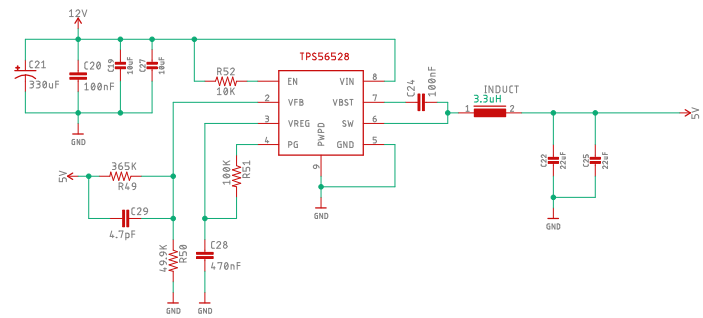 12V
C21
330uF
C20
100nF
C19
10uF
C27
10uF
GND
R52
10K
TPS56528
1
EN
2
VFB
3
VREG
4
PG
VIN
8
VBST
7
SW
6
GND
5
PWPD
9
GND
C24
100nF
INDUCT
3.3uH
1
2
5V
C22
22uF
C25
22uF
GND
5V
365K
R49
C29
4.7pF
100K
R51
49.9K
R50
C28
470nF
GND
GND